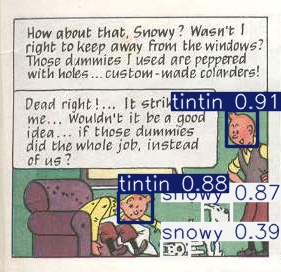 How about that, Snowy? Wasn't I
right to keep away from the windows?
Those dummies I used are peppered
with holes... custom-made colanders!
Dead right!... It
me... Wouldn't it be a good
idea... if those dummies
did the whole job, instead
of us?
tintin 0.91
tintin 0.88
snowy 0.87
snowy 0.39